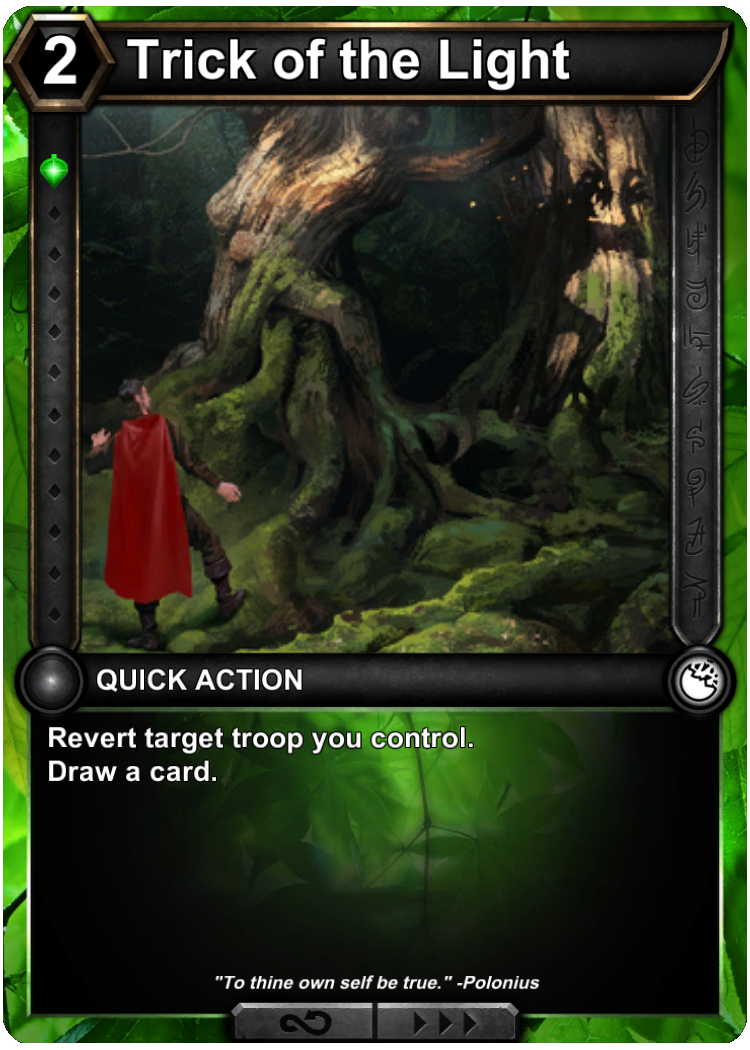 2
Trick of the Light
QUICK ACTION
Revert target troop you control.
Draw a card.
"To thine own self be true." -Polonius